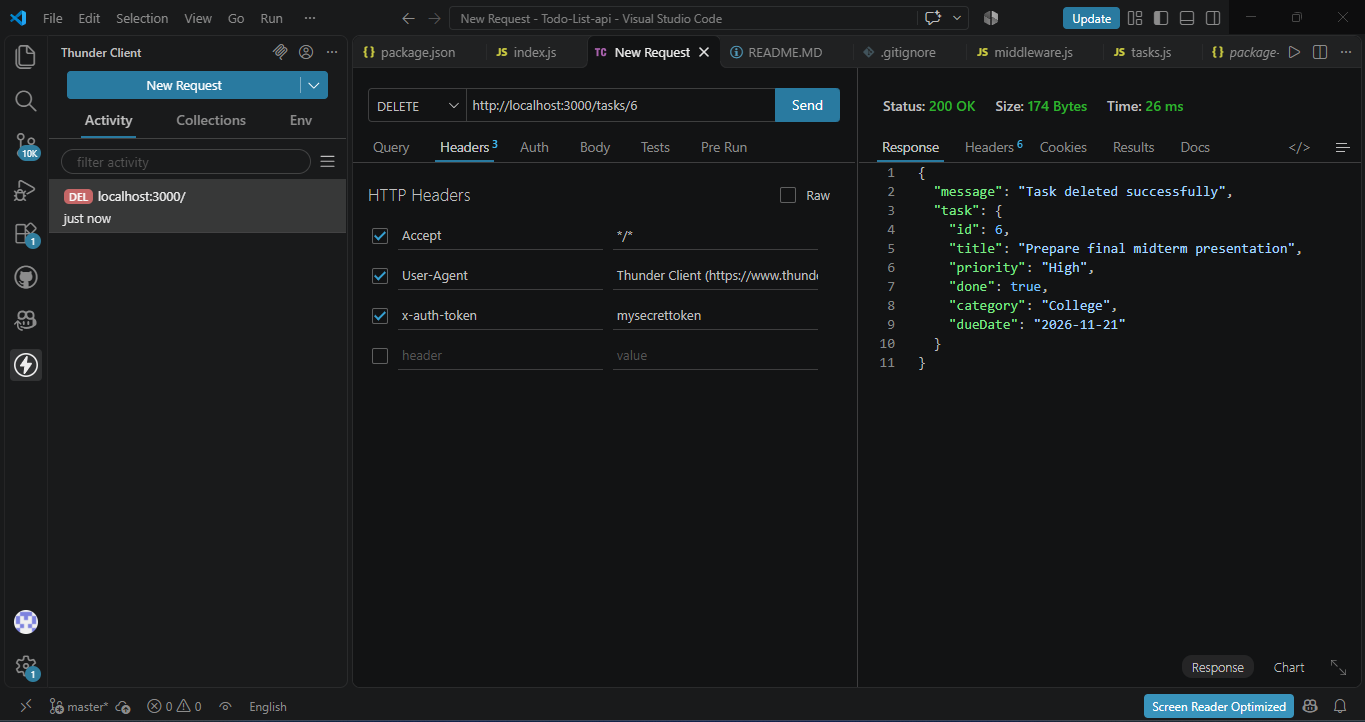 File Edit Selection View Go Run ··· New Request - Todo-List-api - Visual Studio Code Update
Thunder Client
New Request
Activity Collections Env
filter activity
DEL localhost:3000/
just now
10K
1
1
{} package.json JS index.js TC New Request README.MD .gitignore JS middleware.js JS tasks.js {} package-
DELETE http://localhost:3000/tasks/6 Send
Query Headers 3 Auth Body Tests Pre Run
HTTP Headers Raw
Accept */*
User-Agent Thunder Client (https://www.thunde
x-auth-token mysecrettoken
header value
Status: 200 OK Size: 174 Bytes Time: 26 ms
Response Headers 6 Cookies Results Docs </>
1 {
2 "message": "Task deleted successfully",
3 "task": {
4 "id": 6,
5 "title": "Prepare final midterm presentation",
6 "priority": "High",
7 "done": true,
8 "category": "College",
9 "dueDate": "2026-11-21"
10 }
11 }
Response Chart
master* 0 0 English Screen Reader Optimized